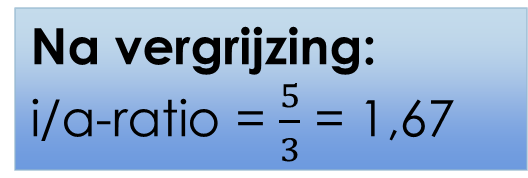 Na vergrijzing:
i/a-ratio = 5/3 = 1,67